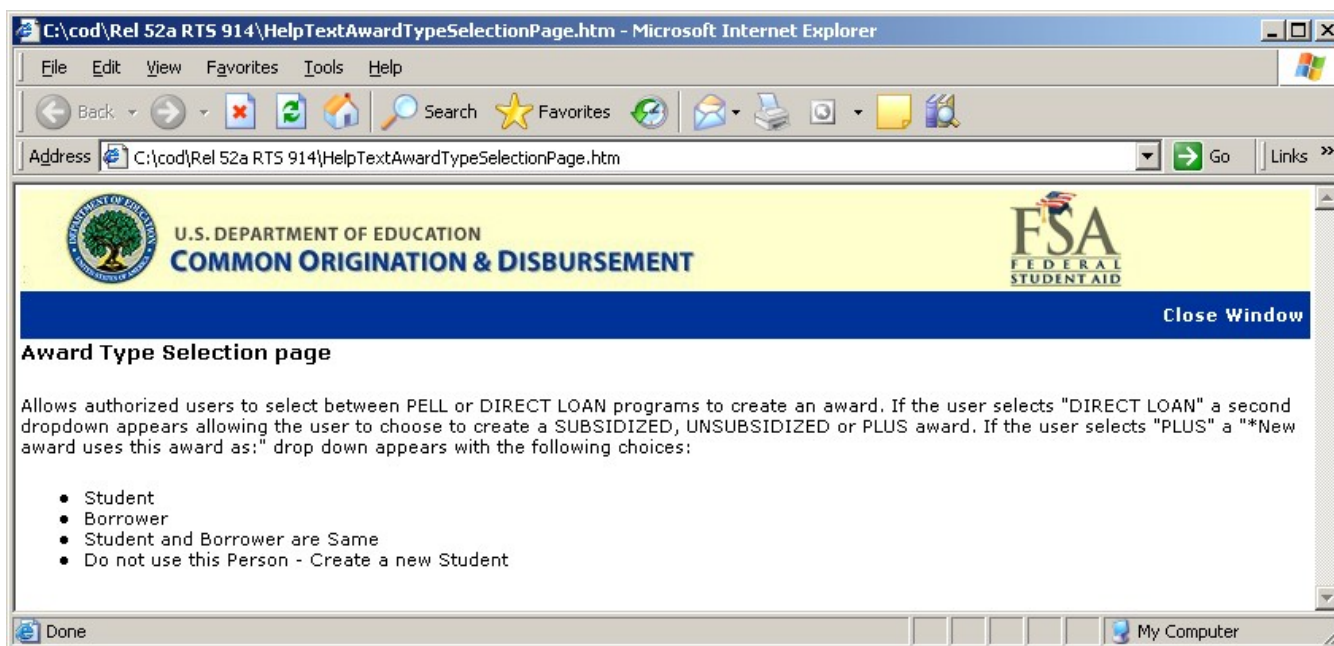 C:\cod\Rel 52a RTS 914\HelpTextAwardTypeSelectionPage.htm - Microsoft Internet Explorer
File Edit View Favorites Tools Help
Back Search Favorites
Address C:\cod\Rel 52a RTS 914\HelpTextAwardTypeSelectionPage.htm Go Links »
U.S. DEPARTMENT OF EDUCATION
COMMON ORIGINATION & DISBURSEMENT
FSA
FEDERAL
STUDENT AID
Close Window
Award Type Selection page
Allows authorized users to select between PELL or DIRECT LOAN programs to create an award. If the user selects "DIRECT LOAN" a second
dropdown appears allowing the user to choose to create a SUBSIDIZED, UNSUBSIDIZED or PLUS award. If the user selects "PLUS" a "*New
award uses this award as:" drop down appears with the following choices:
• Student
• Borrower
• Student and Borrower are Same
• Do not use this Person - Create a new Student
Done My Computer